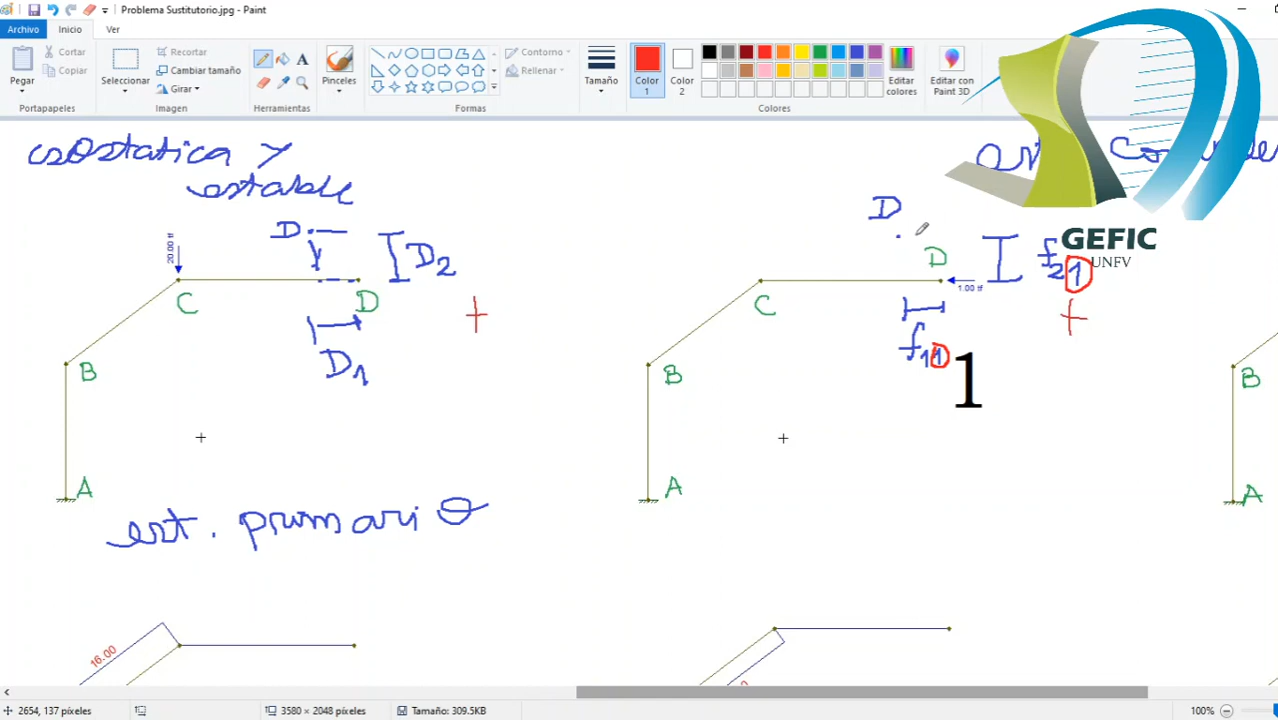 Problema Sustitutorio.jpg - Paint
Archivo
Inicio
Ver
Pegar
Cortar
Copiar
Portapapeles
Seleccionar
Recortar
Cambiar tamaño
Girar
Imagen
A
Herramientas
Pinceles
Contorno
Rellenar
Formas
Tamaño
Color
1
Color
2
Colores
Editar
colores
Editar con
Paint 3D
GEFIC
UNFV
isostatica y
estable
20.00 tf
D
D2
C
D
D1
B
A
est. primario
16.00
D
D
f21
1.00 tf
C
f11
1
B
A
B
A
2654, 137 píxeles
3580 × 2048 píxeles
Tamaño: 309.5KB
100%